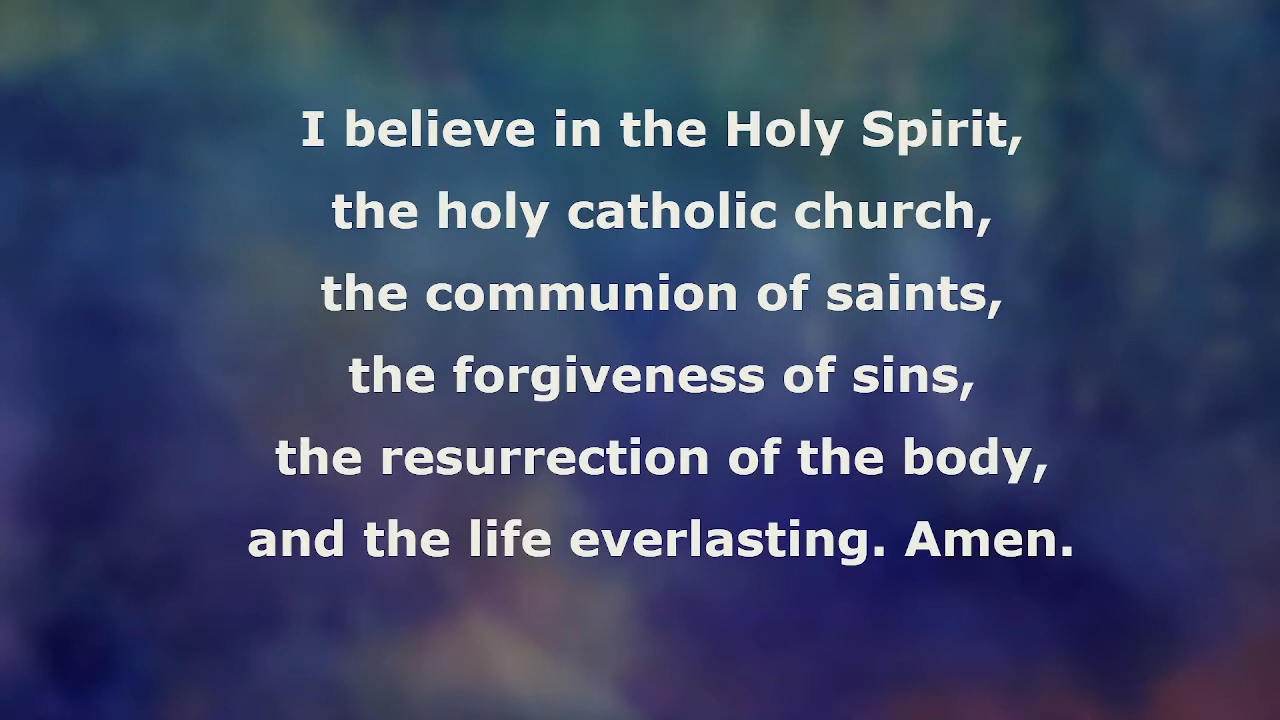 I believe in the Holy Spirit,
the holy catholic church,
the communion of saints,
the forgiveness of sins,
the resurrection of the body,
and the life everlasting. Amen.